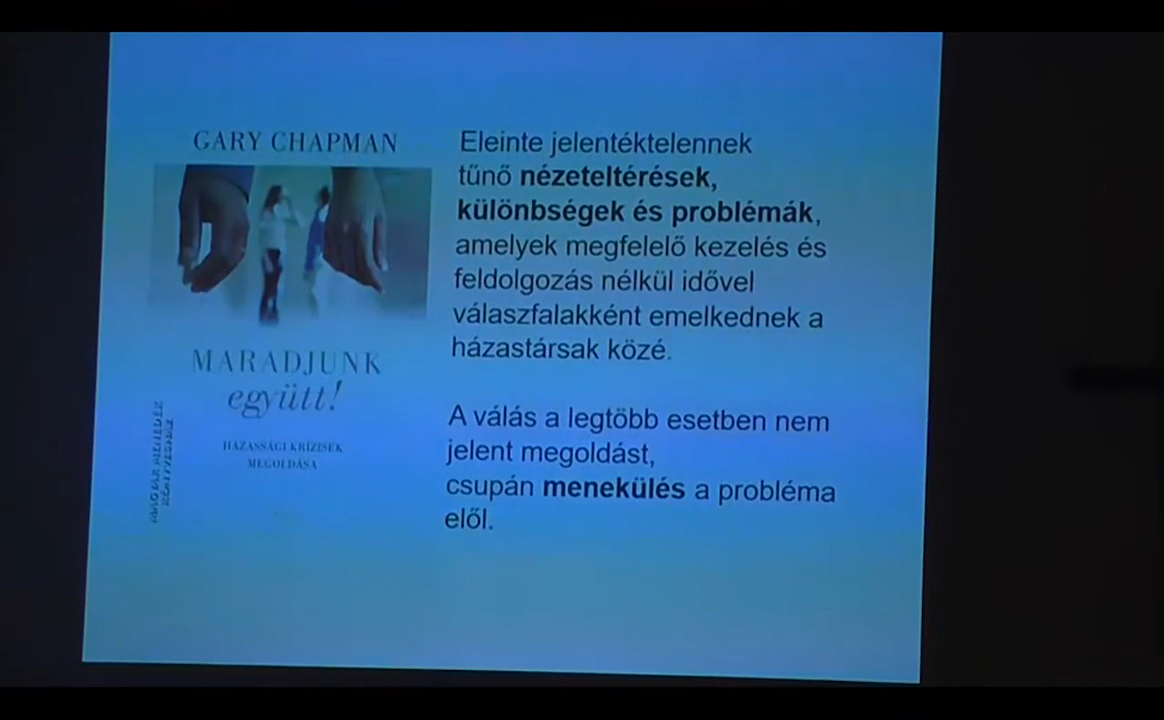 GARY CHAPMAN
MARADJUNK
együtt!
HÁZASSÁGI KRÍZISEK
MEGOLDÁSA
Eleinte jelentéktelennek
tűnő nézeteltérések,
különbségek és problémák,
amelyek megfelelő kezelés és
feldolgozás nélkül idővel
válaszfalakként emelkednek a
házastársak közé.
A válás a legtöbb esetben nem
jelent megoldást,
csupán menekülés a probléma
elől.